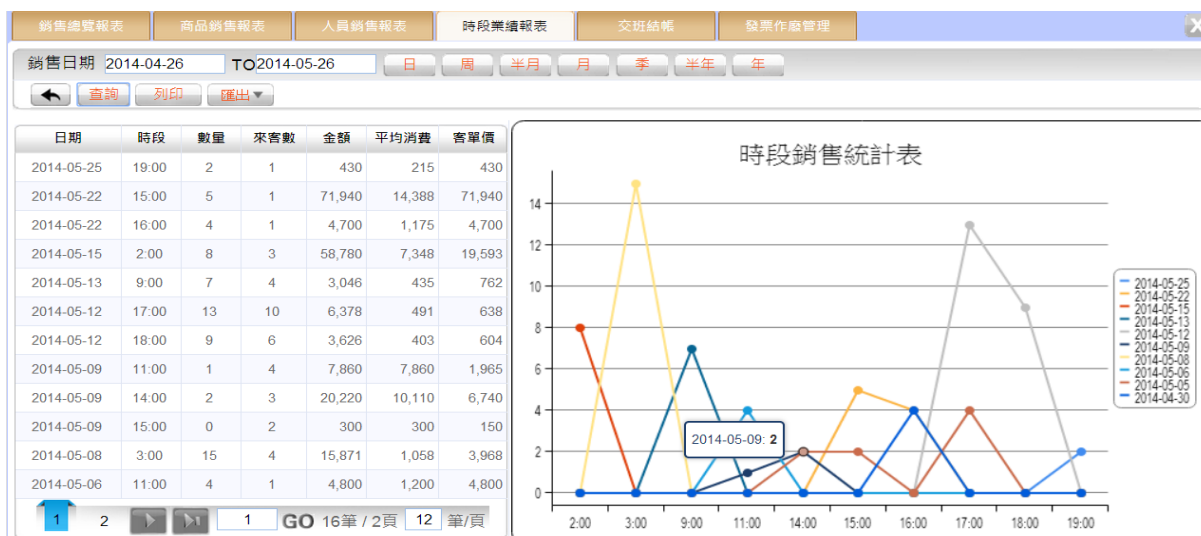 銷售總覽報表 商品銷售報表 人員銷售報表 時段業績報表 交班結帳 發票作廢管理
銷售日期 2014-04-26 TO 2014-05-26 日 周 半月 月 季 半年 年
查詢 列印 匯出
日期 時段 數量 來客數 金額 平均消費 客單價
2014-05-25 19:00 2 1 430 215 430
2014-05-22 15:00 5 1 71,940 14,388 71,940
2014-05-22 16:00 4 1 4,700 1,175 4,700
2014-05-15 2:00 8 3 58,780 7,348 19,593
2014-05-13 9:00 7 4 3,046 435 762
2014-05-12 17:00 13 10 6,378 491 638
2014-05-12 18:00 9 6 3,626 403 604
2014-05-09 11:00 1 4 7,860 7,860 1,965
2014-05-09 14:00 2 3 20,220 10,110 6,740
2014-05-09 15:00 0 2 300 300 150
2014-05-08 3:00 15 4 15,871 1,058 3,968
2014-05-06 11:00 4 1 4,800 1,200 4,800
1 2 1 GO 16筆 / 2頁 12 筆/頁
時段銷售統計表
14
12
10
8
6
4
2
0
2014-05-09: 2
2:00 3:00 9:00 11:00 14:00 15:00 16:00 17:00 18:00 19:00
2014-05-25
2014-05-22
2014-05-15
2014-05-13
2014-05-12
2014-05-09
2014-05-08
2014-05-06
2014-05-05
2014-04-30